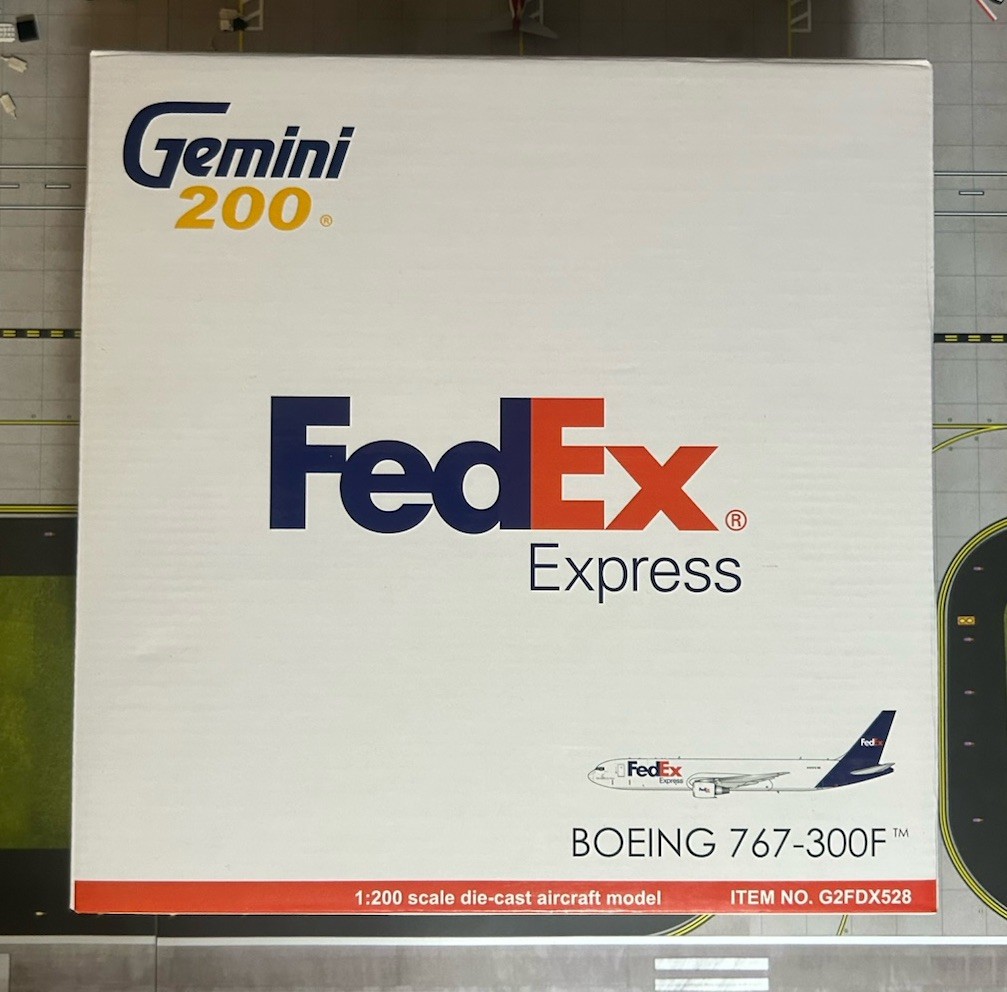 Gemini
200®
FedEx®
Express
FedEx
FedEx
Express
FedEx
BOEING 767-300F™
1:200 scale die-cast aircraft model ITEM NO. G2FDX528